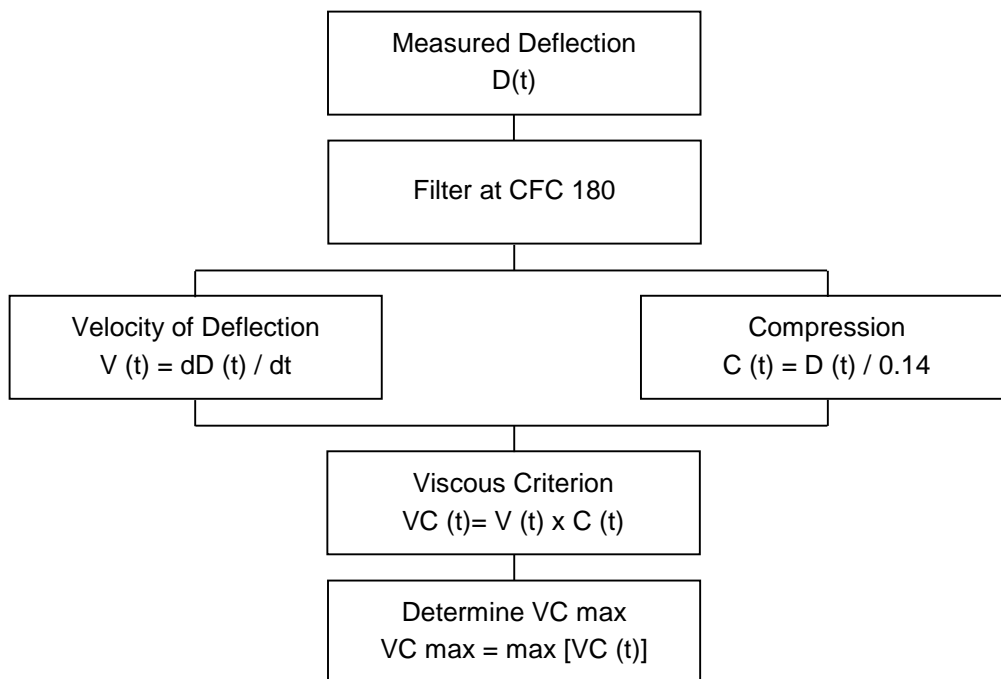 Measured Deflection
D(t)
Filter at CFC 180
Velocity of Deflection
V (t) = dD (t) / dt
Compression
C (t) = D (t) / 0.14
Viscous Criterion
VC (t)= V (t) x C (t)
Determine VC max
VC max = max [VC (t)]